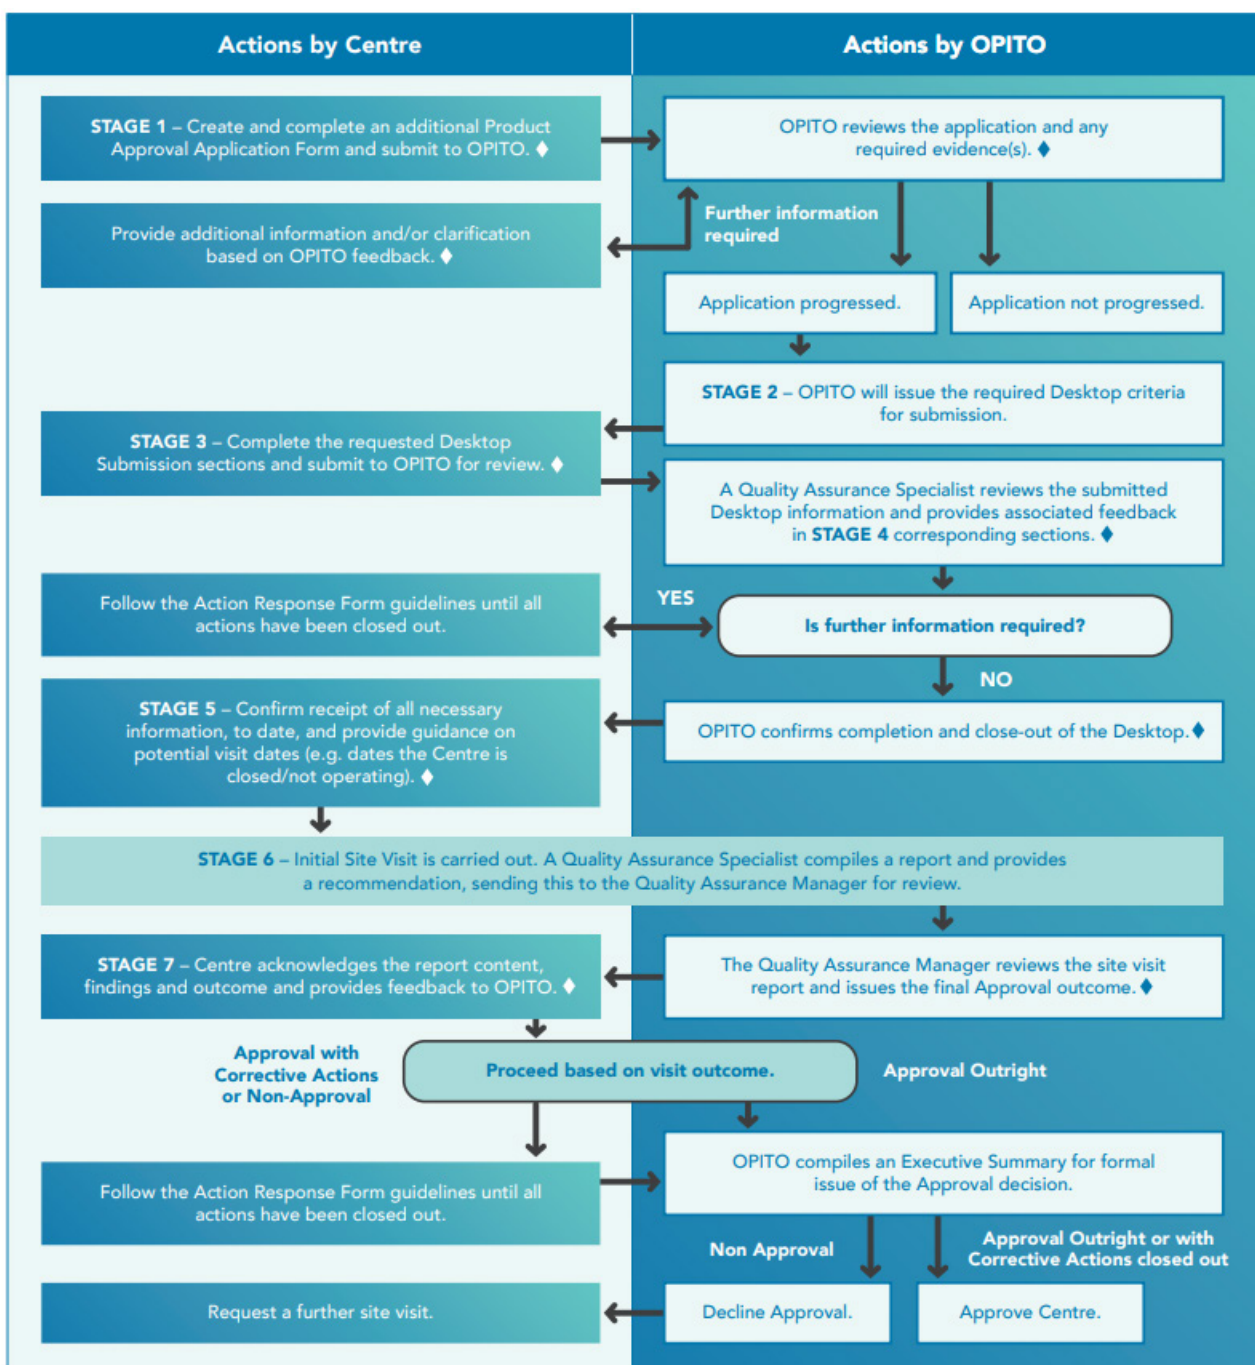 Actions by Centre
Actions by OPITO
STAGE 1 – Create and complete an additional Product
Approval Application Form and submit to OPITO. ♦
OPITO reviews the application and any
required evidence(s). ♦
Further information
required
Provide additional information and/or clarification
based on OPITO feedback. ♦
Application progressed.
Application not progressed.
STAGE 2 – OPITO will issue the required Desktop criteria
for submission.
STAGE 3 – Complete the requested Desktop
Submission sections and submit to OPITO for review. ♦
A Quality Assurance Specialist reviews the submitted
Desktop information and provides associated feedback
in STAGE 4 corresponding sections. ♦
Follow the Action Response Form guidelines until all
actions have been closed out.
YES
Is further information required?
NO
STAGE 5 – Confirm receipt of all necessary
information, to date, and provide guidance on
potential visit dates (e.g. dates the Centre is
closed/not operating). ♦
OPITO confirms completion and close-out of the Desktop. ♦
STAGE 6 – Initial Site Visit is carried out. A Quality Assurance Specialist compiles a report and provides
a recommendation, sending this to the Quality Assurance Manager for review.
STAGE 7 – Centre acknowledges the report content,
findings and outcome and provides feedback to OPITO. ♦
The Quality Assurance Manager reviews the site visit
report and issues the final Approval outcome. ♦
Approval with
Corrective Actions
or Non-Approval
Proceed based on visit outcome.
Approval Outright
Follow the Action Response Form guidelines until all
actions have been closed out.
OPITO compiles an Executive Summary for formal
issue of the Approval decision.
Non Approval
Approval Outright or with
Corrective Actions closed out
Request a further site visit.
Decline Approval.
Approve Centre.